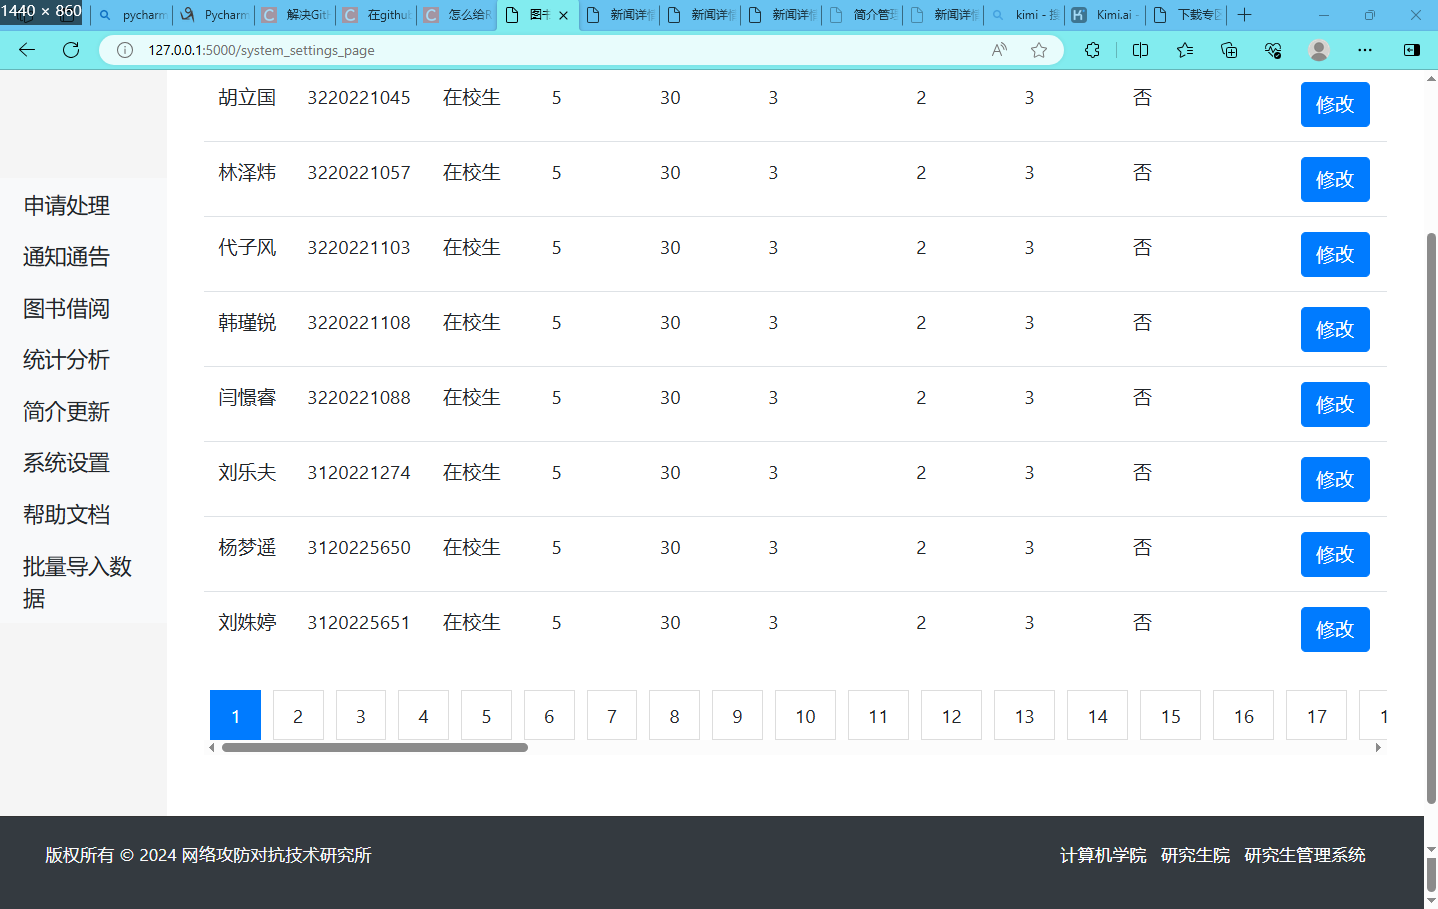 1440 × 860
pycharm
Pycharm
解决Git
在github
怎么给R
图书
新闻详情
新闻详情
新闻详情
简介管理
新闻详情
kimi - 搜
Kimi.ai -
下载专区
127.0.0.1:5000/system_settings_page
胡立国 3220221045 在校生 5 30 3 2 3 否 修改
林泽炜 3220221057 在校生 5 30 3 2 3 否 修改
代子风 3220221103 在校生 5 30 3 2 3 否 修改
韩瑾锐 3220221108 在校生 5 30 3 2 3 否 修改
闫憬睿 3220221088 在校生 5 30 3 2 3 否 修改
刘乐夫 3120221274 在校生 5 30 3 2 3 否 修改
杨梦遥 3120225650 在校生 5 30 3 2 3 否 修改
刘姝婷 3120225651 在校生 5 30 3 2 3 否 修改
申请处理
通知通告
图书借阅
统计分析
简介更新
系统设置
帮助文档
批量导入数
据
1 2 3 4 5 6 7 8 9 10 11 12 13 14 15 16 17 1
版权所有 © 2024 网络攻防对抗技术研究所
计算机学院 研究生院 研究生管理系统